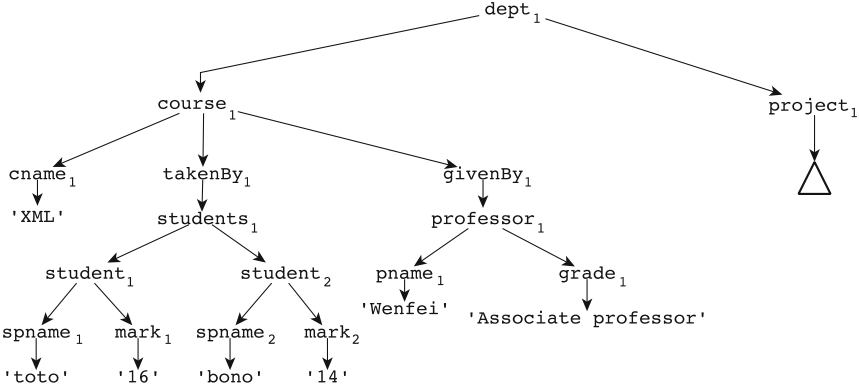 dept1
course1 project1
cname1 takenBy1 givenBy1
'XML' students1 professor1
student1 student2 pname1 grade1
'Wenfei' 'Associate professor'
spname1 mark1 spname2 mark2
'toto' '16' 'bono' '14'